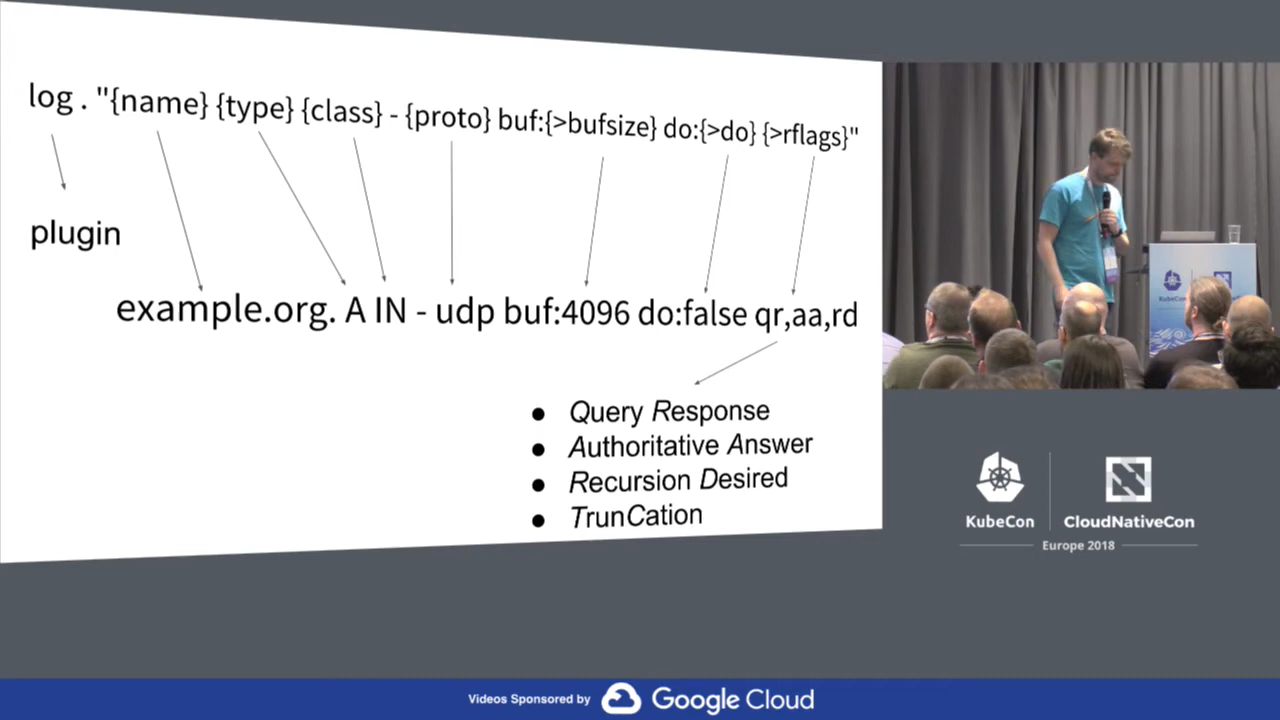 log . "{name} {type} {class} - {proto} buf:{>bufsize} do:{>do} {>rflags}"
plugin
example.org. A IN - udp buf:4096 do:false qr,aa,rd
● Query Response
● Authoritative Answer
● Recursion Desired
● TrunCation
KubeCon
KubeCon
CloudNativeCon
Europe 2018
Videos Sponsored by Google Cloud